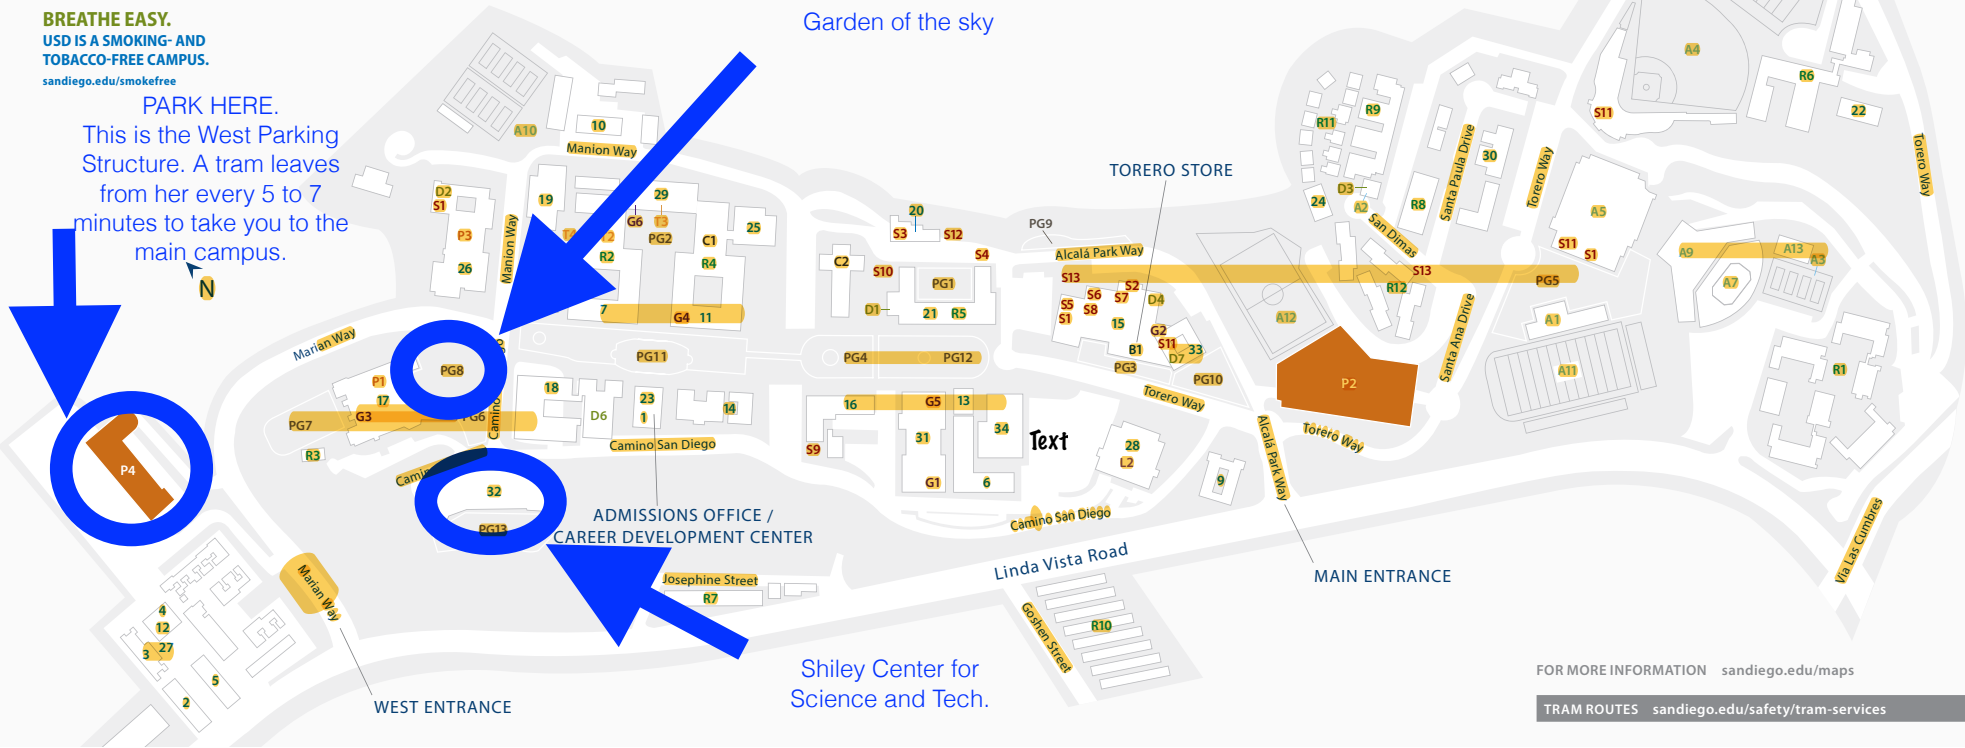 BREATHE EASY.
USD IS A SMOKING- AND
TOBACCO-FREE CAMPUS.
sandiego.edu/smokefree
Garden of the sky
PARK HERE.
This is the West Parking
Structure. A tram leaves
from her every 5 to 7
minutes to take you to the
main campus.
N
A10
10
Manion Way
D2
S1
P3
26
19
Manion Way
29
G6
T3
T2
PG2
C1
25
R2
R4
7
G4
11
20
S3
S12
S4
C2
S10
PG1
D1
21
R5
TORERO STORE
PG9
Alcalá Park Way
S13
S2
S6
S7
D4
S5
S8
S1
15
G2
B1
S11
D7
33
PG3
PG10
Torero Way
A12
P2
Torero Way
Alcalá Park Way
R11
R9
D3
24
A2
R8
San Dimas
S13
R12
Santa Paula Drive
30
Torero Way
Santa Ana Drive
S11
A4
R6
22
Torero Way
A5
S11
S1
PG5
A9
A13
A3
A7
A1
A11
R1
Via Las Cumbres
Marian Way
PG8
P1
17
G3
PG6
PG7
R3
Camino
18
D6
23
1
14
PG11
PG4
PG12
Camino San Diego
16
G5
13
S9
31
34
G1
6
Text
28
L2
9
Camino San Diego
P4
32
PG13
ADMISSIONS OFFICE /
CAREER DEVELOPMENT CENTER
Josephine Street
R7
Linda Vista Road
MAIN ENTRANCE
Goshen Street
R10
Marian Way
4
12
3
27
5
2
WEST ENTRANCE
Shiley Center for
Science and Tech.
FOR MORE INFORMATION sandiego.edu/maps
TRAM ROUTES sandiego.edu/safety/tram-services